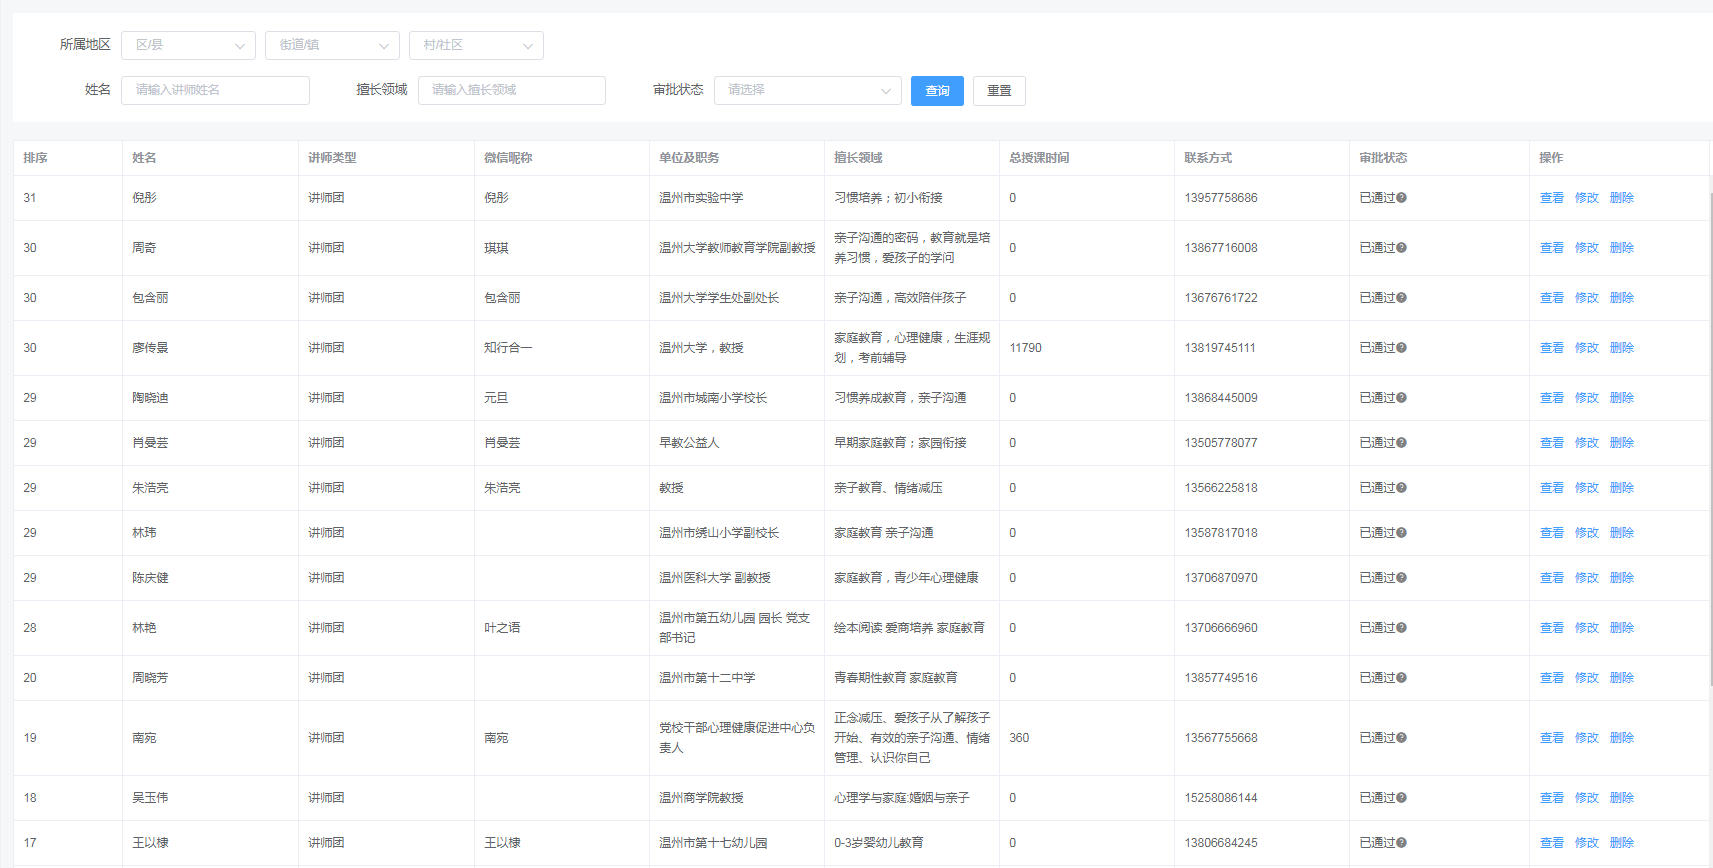 所属地区 区/县 街道/镇 村/社区
姓名 请输入讲师姓名 擅长领域 请输入擅长领域 审批状态 请选择 查询 重置
排序 姓名 讲师类型 微信昵称 单位及职务 擅长领域 总授课时间 联系方式 审批状态 操作
31 倪彤 讲师团 倪彤 温州市实验中学 习惯培养；初小衔接 0 13957758686 已通过 查看 修改 删除
30 周奇 讲师团 琪琪 温州大学教师教育学院副教授 亲子沟通的密码，教育就是培 0 13867716008 已通过 查看 修改 删除
养习惯，爱孩子的学问
30 包含丽 讲师团 包含丽 温州大学学生处副处长 亲子沟通，高效陪伴孩子 0 13676761722 已通过 查看 修改 删除
30 廖传景 讲师团 知行合一 温州大学，教授 家庭教育，心理健康，生涯规 11790 13819745111 已通过 查看 修改 删除
划，考前辅导
29 陶晓迪 讲师团 元旦 温州市城南小学校长 习惯养成教育，亲子沟通 0 13868445009 已通过 查看 修改 删除
29 肖曼芸 讲师团 肖曼芸 早教公益人 早期家庭教育；家园衔接 0 13505778077 已通过 查看 修改 删除
29 朱浩亮 讲师团 朱浩亮 教授 亲子教育、情绪减压 0 13566225818 已通过 查看 修改 删除
29 林玮 讲师团 温州市绣山小学副校长 家庭教育 亲子沟通 0 13587817018 已通过 查看 修改 删除
29 陈庆健 讲师团 温州医科大学 副教授 家庭教育，青少年心理健康 0 13706870970 已通过 查看 修改 删除
28 林艳 讲师团 叶之语 温州市第五幼儿园 园长 党支 绘本阅读 爱商培养 家庭教育 0 13706666960 已通过 查看 修改 删除
部书记
20 周晓芳 讲师团 温州市第十二中学 青春期性教育 家庭教育 0 13857749516 已通过 查看 修改 删除
19 南宛 讲师团 南宛 党校干部心理健康促进中心负 正念减压、爱孩子从了解孩子 360 13567755668 已通过 查看 修改 删除
责人 开始、有效的亲子沟通、情绪
管理、认识你自己
18 吴玉伟 讲师团 温州商学院教授 心理学与家庭:婚姻与亲子 0 15258086144 已通过 查看 修改 删除
17 王以棣 讲师团 王以棣 温州市第十七幼儿园 0-3岁婴幼儿教育 0 13806684245 已通过 查看 修改 删除